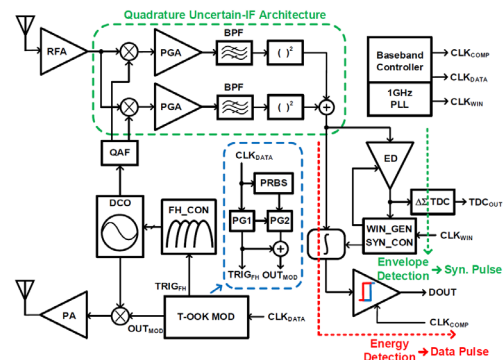 Quadrature Uncertain-IF Architecture
RFA
PGA
BPF
( )²
PGA
BPF
( )²
Baseband
Controller
1GHz
PLL
CLK_COMP
CLK_DATA
CLK_WIN
QAF
DCO
FH_CON
CLK_DATA
PRBS
PG1
PG2
TRIG_FH
OUT_MOD
ED
ΔΣ TDC
TDC_OUT
WIN_GEN
SYN_CON
CLK_WIN
∫
Envelope
Detection → Syn. Pulse
DOUT
CLK_COMP
TRIG_FH
PA
OUT_MOD
T-OOK MOD
CLK_DATA
Energy
Detection → Data Pulse